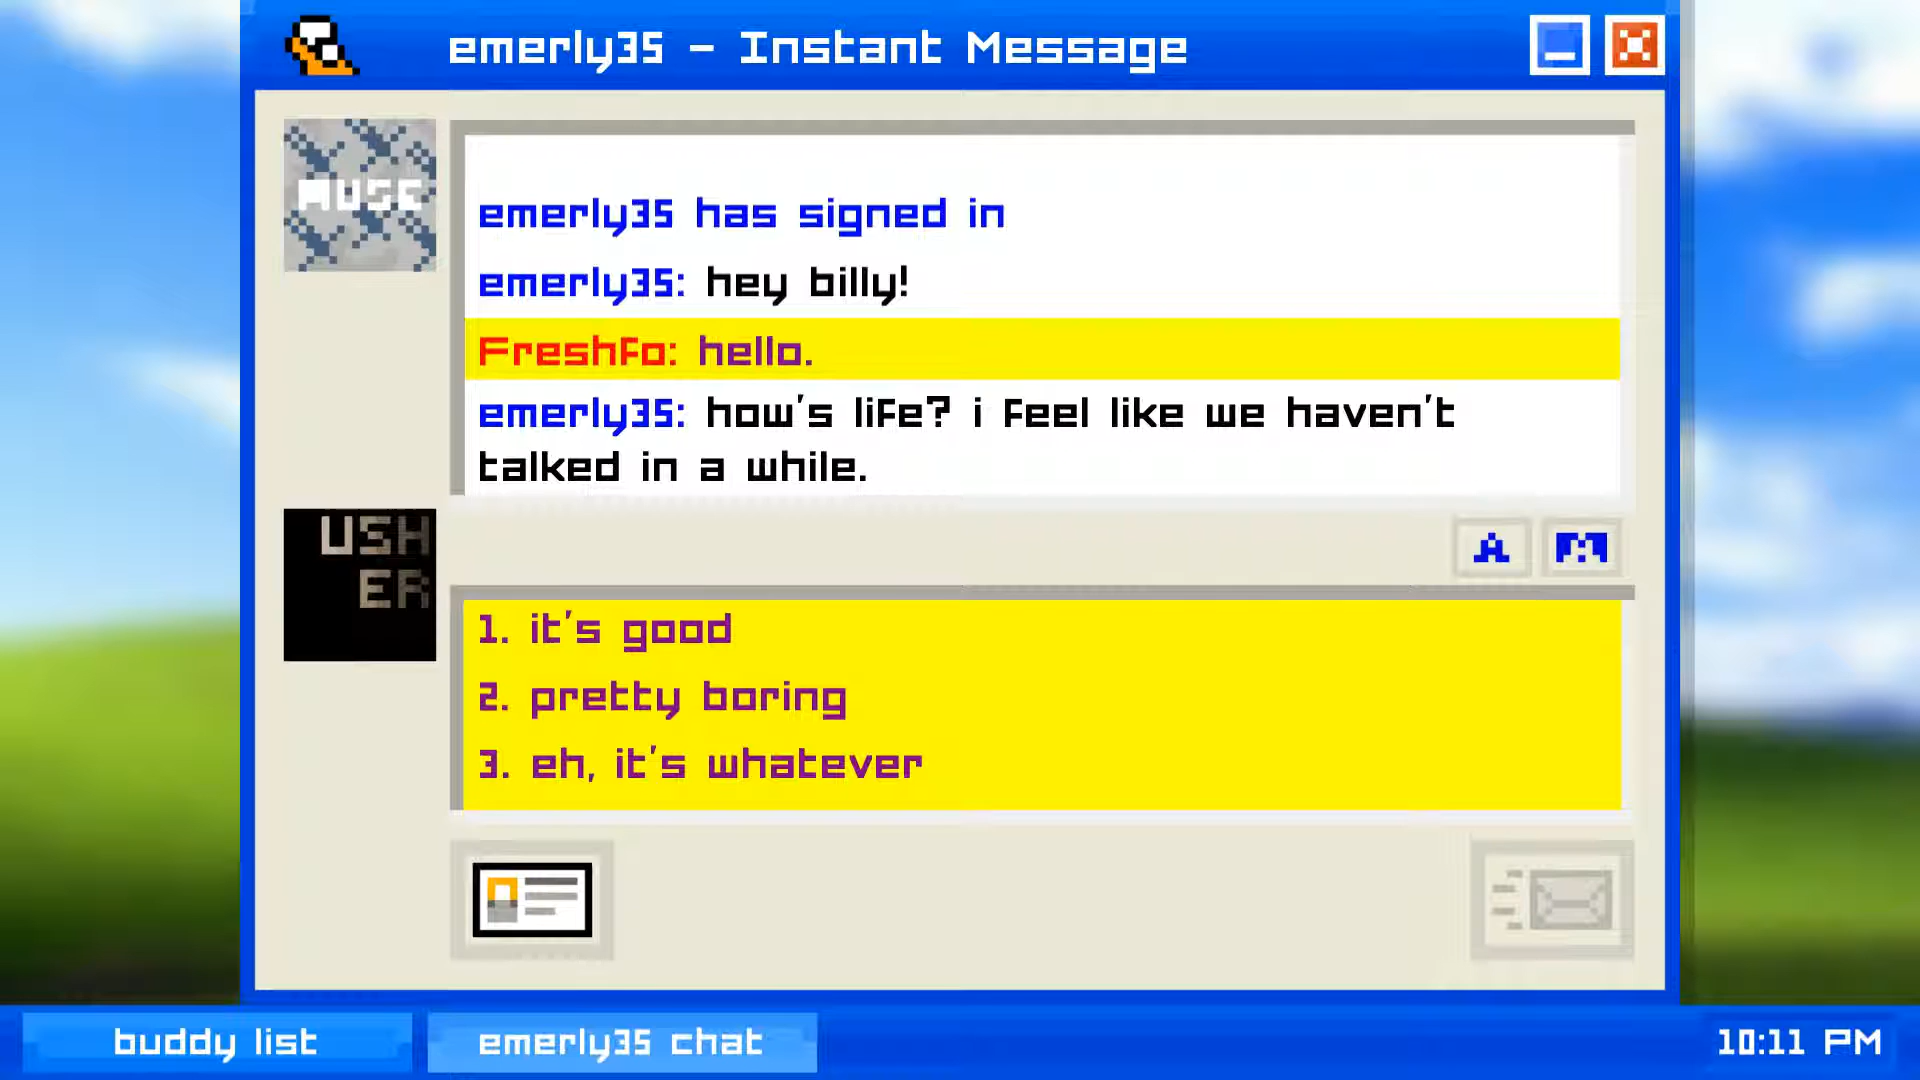 emerly35 - Instant Message
MUSE
emerly35 has signed in
emerly35: hey billy!
Freshfo: hello.
emerly35: how's life? i feel like we haven't
talked in a while.
USH
ER
A
M
1. it's good
2. pretty boring
3. eh, it's whatever
buddy list
emerly35 chat
10:11 PM